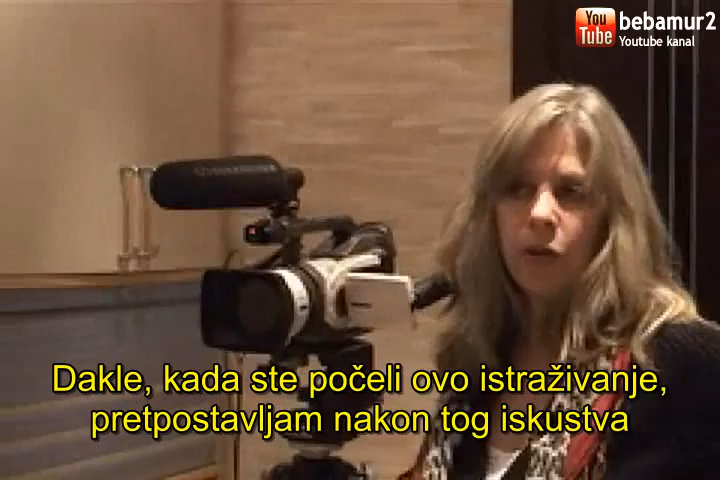 You
Tube
bebamur2
Youtube kanal
Dakle, kada ste počeli ovo istraživanje,
pretpostavljam nakon tog iskustva